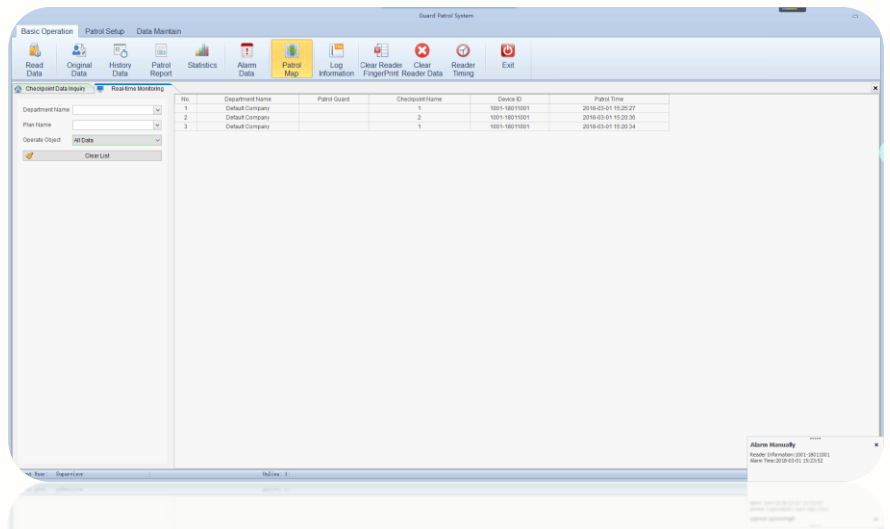 Guard Patrol System
Basic Operation Patrol Setup Data Maintain
Read Data Original Data History Data Patrol Report Statistics Alarm Data Patrol Map Log Information Clear Reader FingerPrint Clear Reader Data Reader Timing Exit
Checkpoint Data Inquiry Real-time Monitoring
No. Department Name Patrol Guard Checkpoint Name Device ID Patrol Time
1 Default Company 1 1001-18011001 2018-03-01 15:25:27
2 Default Company 2 1001-18011001 2018-03-01 15:20:36
3 Default Company 1 1001-18011001 2018-03-01 15:20:34
Department Name
Plan Name
Operate Object All Data
Clear List
Alarm Manually
Reader Information:1001-18011001
Alarm Time:2018-03-01 15:23:52
User: Supervisor Online: 1